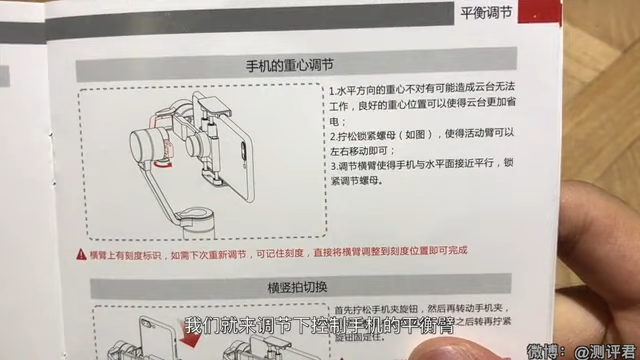 平衡调节
手机的重心调节
1.水平方向的重心不对有可能造成云台无法
工作，良好的重心位置可以使得云台更加省
电；
2.拧松锁紧螺母（如图），使得活动臂可以
左右移动即可；
3.调节横臂使得手机与水平面接近平行，锁
紧调节螺母。
横臂上有刻度标识，如需下次重新调节，可记住刻度，直接将横臂调整到刻度位置即可完成
横竖拍切换
首先拧松手机夹旋钮，然后再转动手机夹，
我们就来调节下控制手机的平衡臂
之后转再拧紧
旋钮固定住。
微博：@测评君